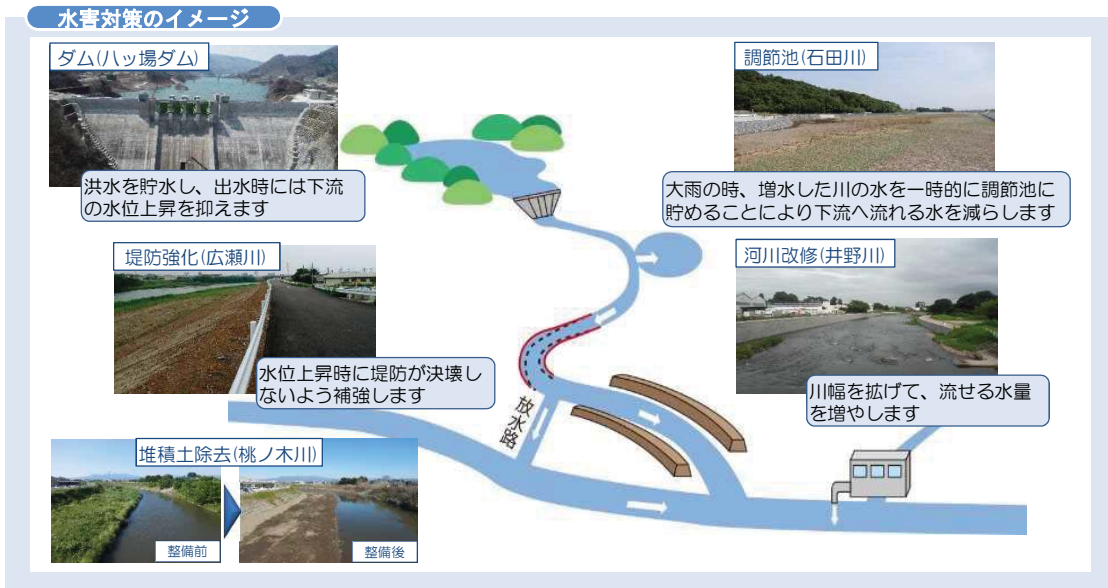 水害対策のイメージ
ダム(八ッ場ダム)
洪水を貯水し、出水時には下流
の水位上昇を抑えます
調節池(石田川)
大雨の時、増水した川の水を一時的に調節池に
貯めることにより下流へ流れる水を減らします
堤防強化(広瀬川)
水位上昇時に堤防が決壊し
ないよう補強します
河川改修(井野川)
川幅を拡げて、流せる水量
を増やします
放水路
堆積土除去(桃ノ木川)
整備前
整備後